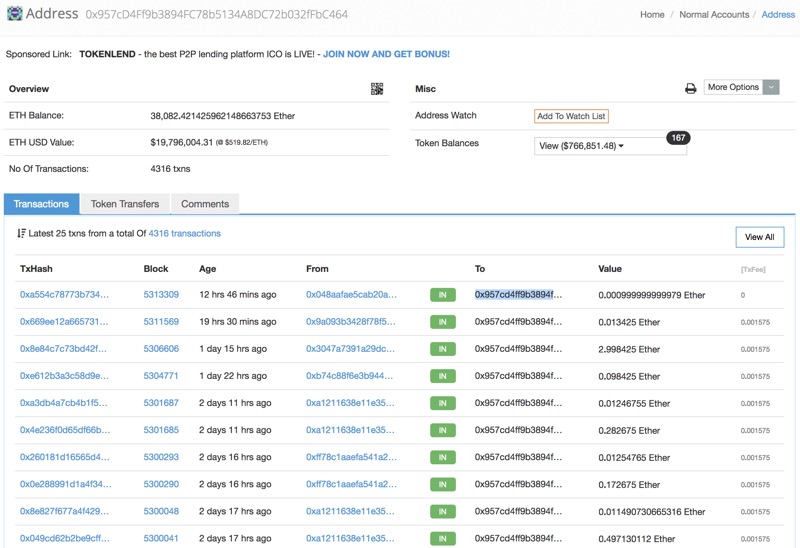 Address 0x957cD4Ff9b3894FC78b5134A8DC72b032fFbC464
Home / Normal Accounts / Address
Sponsored Link: TOKENLEND - the best P2P lending platform ICO is LIVE! - JOIN NOW AND GET BONUS!
Overview
ETH Balance: 38,082.421425962148663753 Ether
ETH USD Value: $19,796,004.31 (@ $519.82/ETH)
No Of Transactions: 4316 txns
Misc More Options
Address Watch Add To Watch List
Token Balances View ($766,851.48) 167
Transactions Token Transfers Comments
Latest 25 txns from a total Of 4316 transactions View All
TxHash Block Age From To Value [TxFee]
0xa554c78773b734... 5313309 12 hrs 46 mins ago 0x048aafae5cab20a... IN 0x957cd4ff9b3894f... 0.000999999999979 Ether 0
0x669ee12a665731... 5311569 19 hrs 30 mins ago 0x9a093b3428f78f5... IN 0x957cd4ff9b3894f... 0.013425 Ether 0.001575
0x8e84c7c73bd42f... 5306606 1 day 15 hrs ago 0x3047a7391a29dc... IN 0x957cd4ff9b3894f... 2.998425 Ether 0.001575
0xe612b3a3c58d9e... 5304771 1 day 22 hrs ago 0xb74c88f6e3b944... IN 0x957cd4ff9b3894f... 0.098425 Ether 0.001575
0xa3db4a7cb4b1f5... 5301687 2 days 11 hrs ago 0xa1211638e11e35... IN 0x957cd4ff9b3894f... 0.01246755 Ether 0.001575
0x4e236f0d65df66b... 5301685 2 days 11 hrs ago 0xa1211638e11e35... IN 0x957cd4ff9b3894f... 0.282675 Ether 0.001575
0x260181d16565d4... 5300293 2 days 16 hrs ago 0xff78c1aaefa541a2... IN 0x957cd4ff9b3894f... 0.01254765 Ether 0.001575
0x0e288991d1a4f34... 5300290 2 days 16 hrs ago 0xff78c1aaefa541a2... IN 0x957cd4ff9b3894f... 0.172675 Ether 0.001575
0x8e827f677a4f429... 5300048 2 days 17 hrs ago 0xa1211638e11e35... IN 0x957cd4ff9b3894f... 0.011490730665316 Ether 0.001575
0x049cd62b2be9cff... 5300041 2 days 17 hrs ago 0xa1211638e11e35... IN 0x957cd4ff9b3894f... 0.497130112 Ether 0.001575